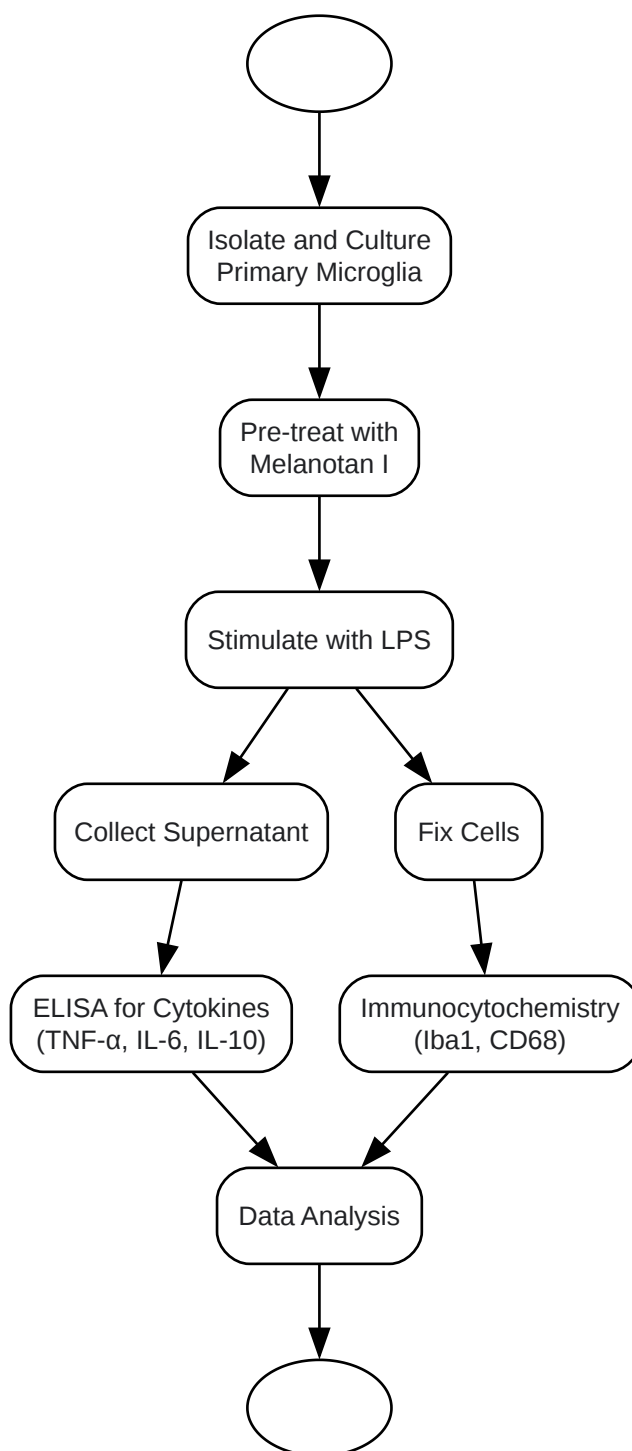 Isolate and Culture
Primary Microglia
Pre-treat with
Melanotan I
Stimulate with LPS
Collect Supernatant
Fix Cells
ELISA for Cytokines
(TNF-α, IL-6, IL-10)
Immunocytochemistry
(Iba1, CD68)
Data Analysis